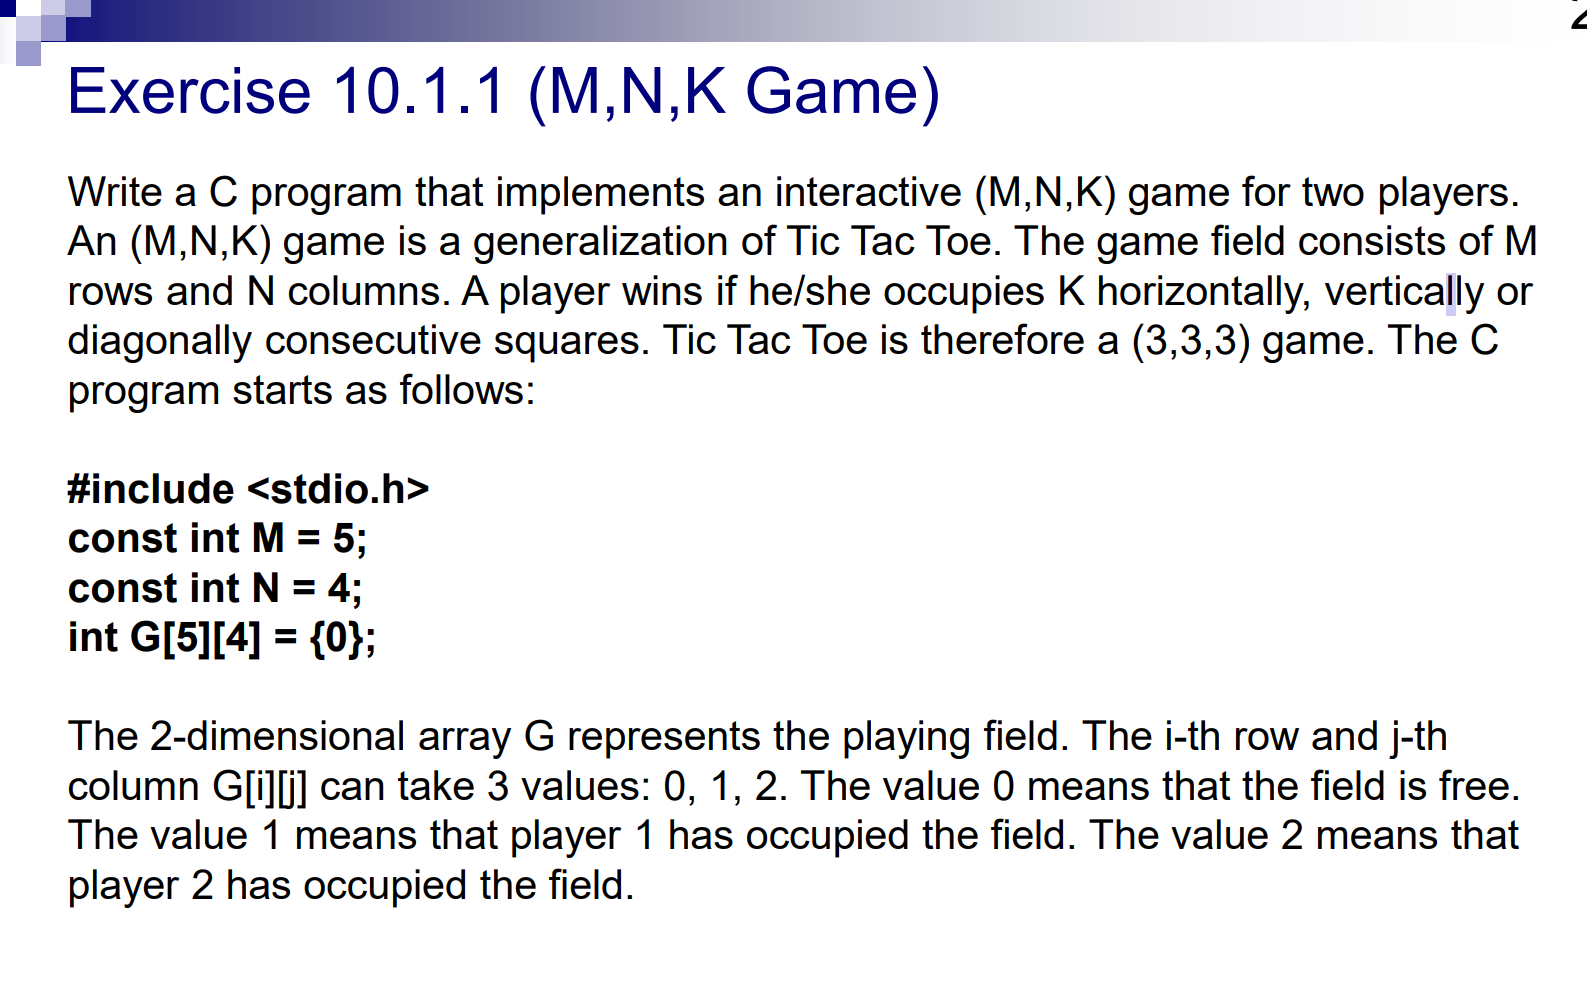 Exercise 10.1.1 (M,N,K Game)
Write a C program that implements an interactive (M,N,K) game for two players.
An (M,N,K) game is a generalization of Tic Tac Toe. The game field consists of M
rows and N columns. A player wins if he/she occupies K horizontally, vertically or
diagonally consecutive squares. Tic Tac Toe is therefore a (3,3,3) game. The C
program starts as follows:
#include <stdio.h>
const int M = 5;
const int N = 4;
int G[5][4] = {0};
The 2-dimensional array G represents the playing field. The i-th row and j-th
column G[i][j] can take 3 values: 0, 1, 2. The value 0 means that the field is free.
The value 1 means that player 1 has occupied the field. The value 2 means that
player 2 has occupied the field.